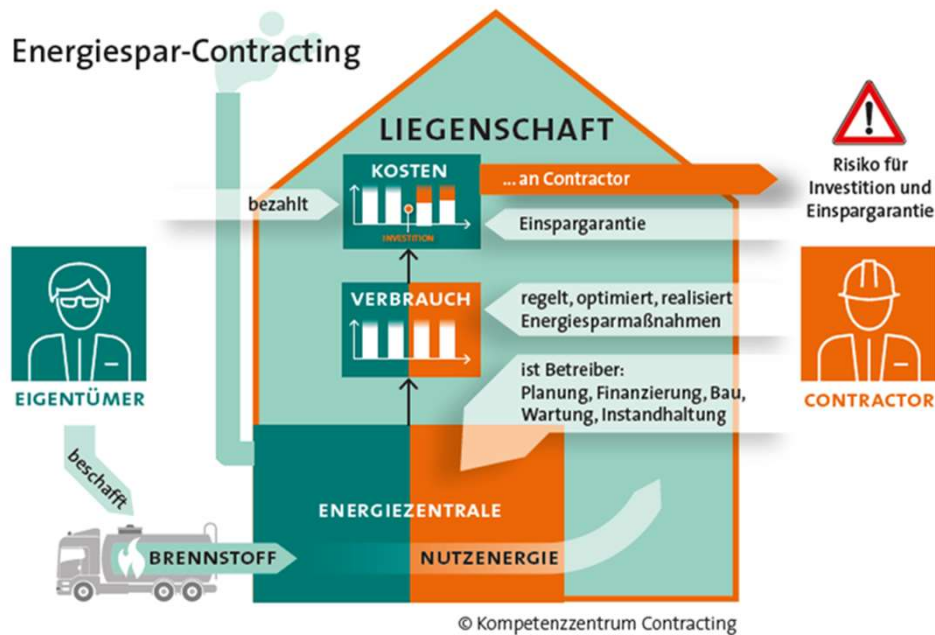 Energiespar-Contracting
LIEGENSCHAFT
KOSTEN
INVESTITION
bezahlt
... an Contractor
Einspargarantie
Risiko für
Investition und
Einspargarantie
VERBRAUCH
regelt, optimiert, realisiert
Energiesparmaßnahmen
ist Betreiber:
Planung, Finanzierung, Bau,
Wartung, Instandhaltung
EIGENTÜMER
CONTRACTOR
beschafft
ENERGIEZENTRALE
BRENNSTOFF
NUTZENERGIE
© Kompetenzzentrum Contracting